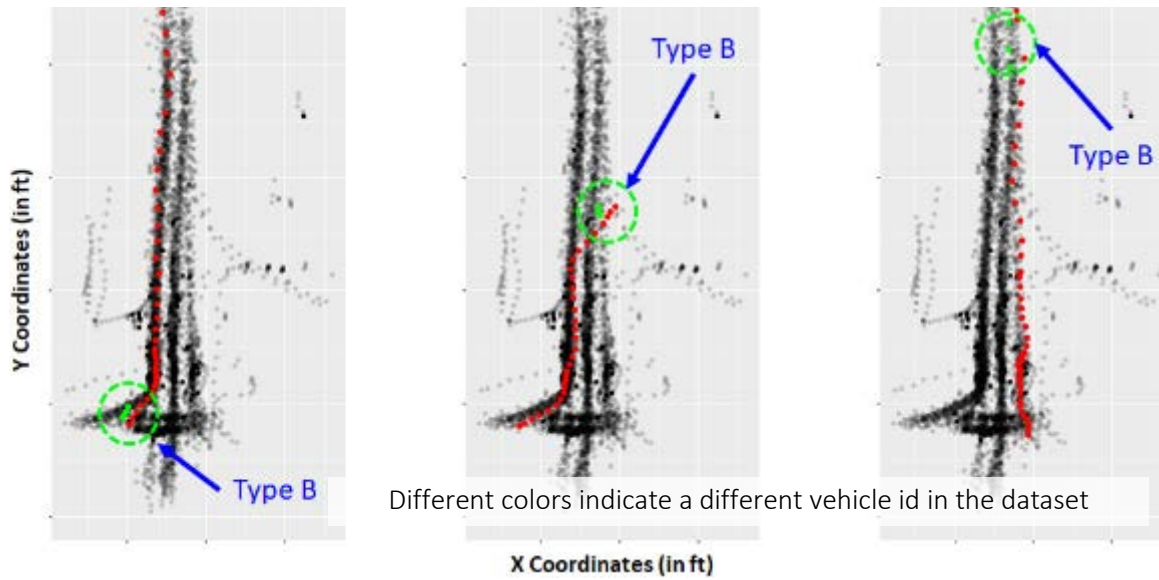 Type B
Type B
Type B
Y Coordinates (in ft)
Different colors indicate a different vehicle id in the dataset
X Coordinates (in ft)